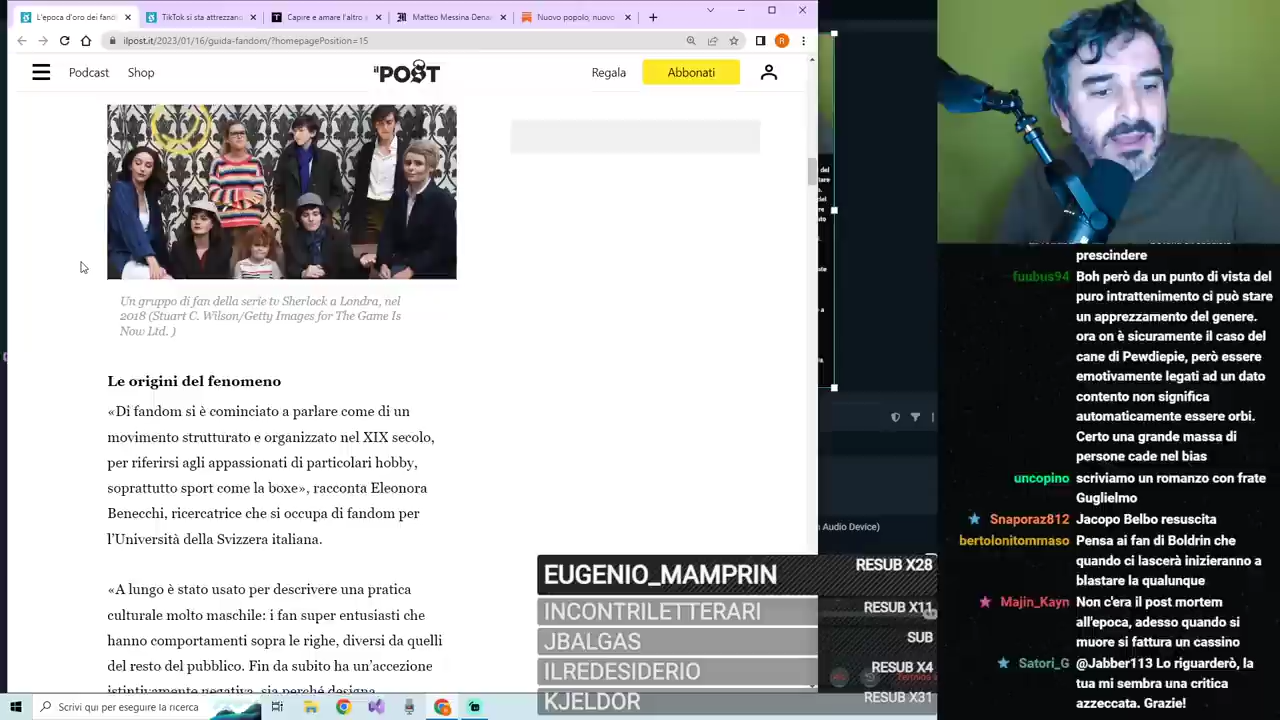 L'epoca d'oro dei fand
TikTok si sta attrezzanc
Capire e amare l'altro e
Matteo Messina Dena
Nuovo popolo, nuovo
ilpost.it/2023/01/16/guida-fandom/?homepagePosition=15
R
Podcast
Shop
il POST
Regala
Abbonati
Un gruppo di fan della serie tv Sherlock a Londra, nel
2018 (Stuart C. Wilson/Getty Images for The Game Is
Now Ltd. )
Le origini del fenomeno
«Di fandom si è cominciato a parlare come di un
movimento strutturato e organizzato nel XIX secolo,
per riferirsi agli appassionati di particolari hobby,
soprattutto sport come la boxe», racconta Eleonora
Benecchi, ricercatrice che si occupa di fandom per
l'Università della Svizzera italiana.
«A lungo è stato usato per descrivere una pratica
culturale molto maschile: i fan super entusiasti che
hanno comportamenti sopra le righe, diversi da quelli
del resto del pubblico. Fin da subito ha un'accezione
istintivamente negativa, sia perché designa
n Audio Device)
EUGENIO_MAMPRIN RESUB X28
INCONTRILETTERARI RESUB X11
JBALGAS SUB
ILREDESIDERIO RESUB X4
KJELDOR RESUB X31
Scrivi qui per eseguire la ricerca
prescindere
fuubus94 Boh però da un punto di vista del
puro intrattenimento ci può stare
un apprezzamento del genere.
ora on è sicuramente il caso del
cane di Pewdiepie, però essere
emotivamente legati ad un dato
contento non significa
automaticamente essere orbi.
Certo una grande massa di
persone cade nel bias
uncopino scriviamo un romanzo con frate
Guglielmo
Snaporaz812 Jacopo Belbo resuscita
bertolonitommaso Pensa ai fan di Boldrin che
quando ci lascerà inizieranno a
blastare la qualunque
Majin_Kayn Non c'era il post mortem
all'epoca, adesso quando si
muore si fattura un cassino
Satori_G @Jabber113 Lo riguarderò, la
tua mi sembra una critica
azzeccata. Grazie!